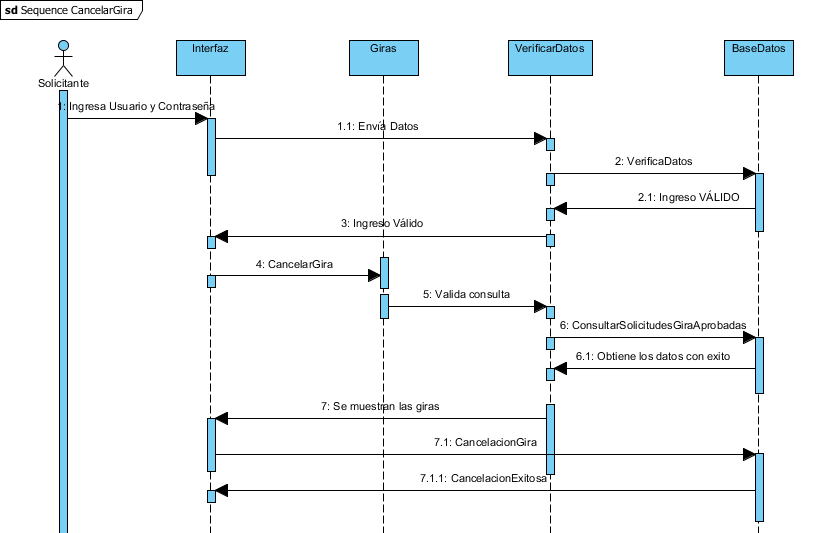 sd Sequence CancelarGira
Solicitante
Interfaz
Giras
VerificarDatos
BaseDatos
1: Ingresa Usuario y Contraseña
1.1: Envía Datos
2: VerificaDatos
2.1: Ingreso VÁLIDO
3: Ingreso Válido
4: CancelarGira
5: Valida consulta
6: ConsultarSolicitudesGiraAprobadas
6.1: Obtiene los datos con exito
7: Se muestran las giras
7.1: CancelacionGira
7.1.1: CancelacionExitosa